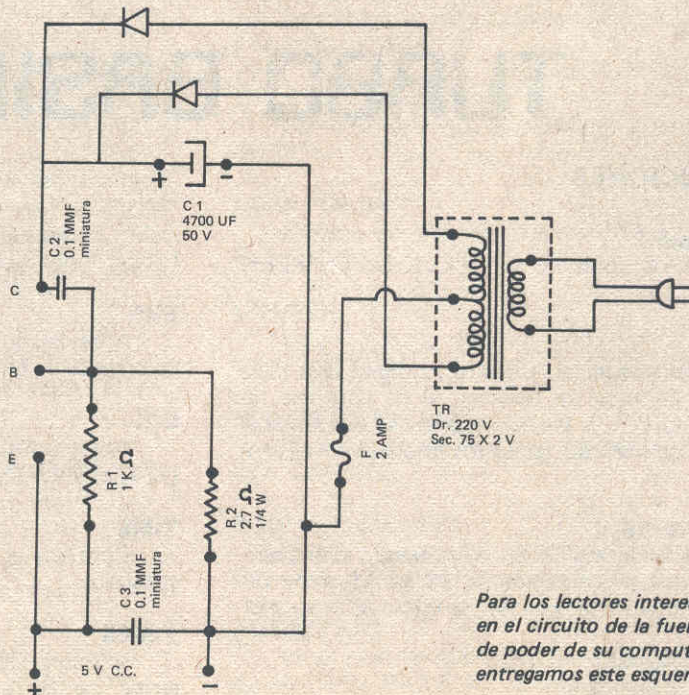 + -
C 1
4700 UF
50 V
C 2
0.1 MMF
miniatura
C
B
E
R 1
1 K Ω
R 2
2.7 Ω
1/4 W
C 3
0.1 MMF
miniatura
F
2 AMP
TR
Dr. 220 V
Sec. 75 X 2 V
+ 5 V C.C. -
Para los lectores intere
en el circuito de la fue
de poder de su comput
entregamos este esque